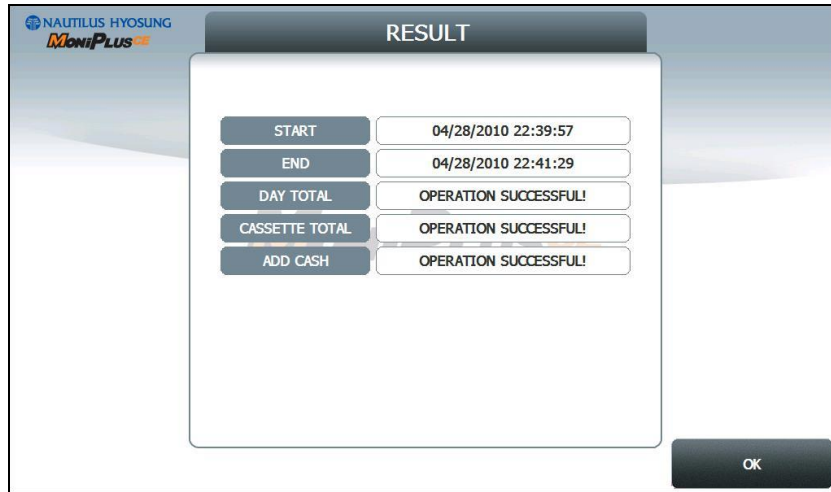 NAUTILUS HYOSUNG
MoniPlusCE
RESULT
START 04/28/2010 22:39:57
END 04/28/2010 22:41:29
DAY TOTAL OPERATION SUCCESSFUL!
CASSETTE TOTAL OPERATION SUCCESSFUL!
ADD CASH OPERATION SUCCESSFUL!
OK